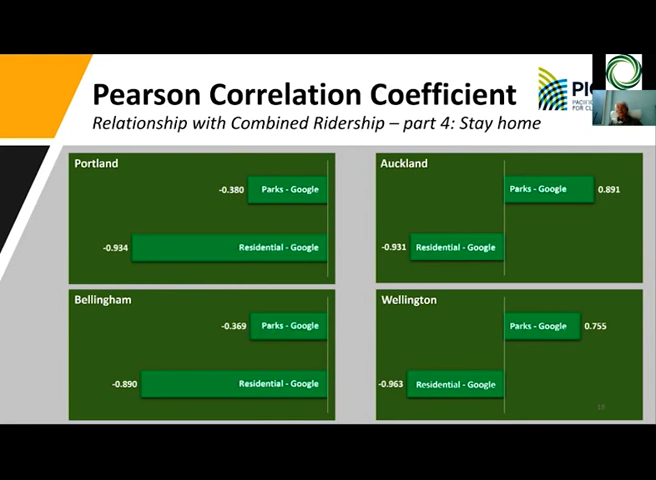 Pearson Correlation Coefficient
Relationship with Combined Ridership – part 4: Stay home
Portland
-0.380 Parks - Google
-0.934 Residential - Google
Auckland
Parks - Google 0.891
-0.931 Residential - Google
Bellingham
-0.369 Parks - Google
-0.890 Residential - Google
Wellington
Parks - Google 0.755
-0.963 Residential - Google